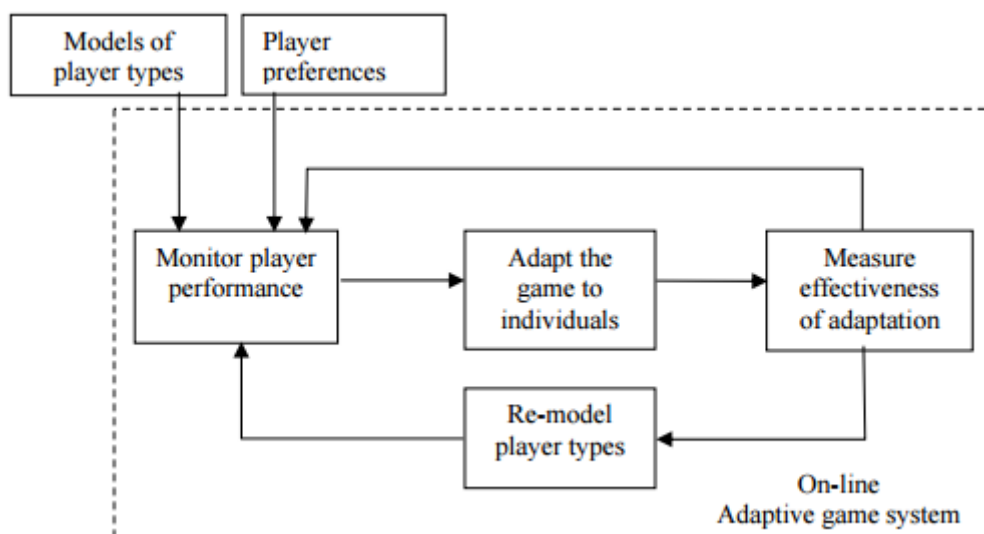 Models of
player types
Player
preferences
Monitor player
performance
Adapt the
game to
individuals
Measure
effectiveness
of adaptation
Re-model
player types
On-line
Adaptive game system